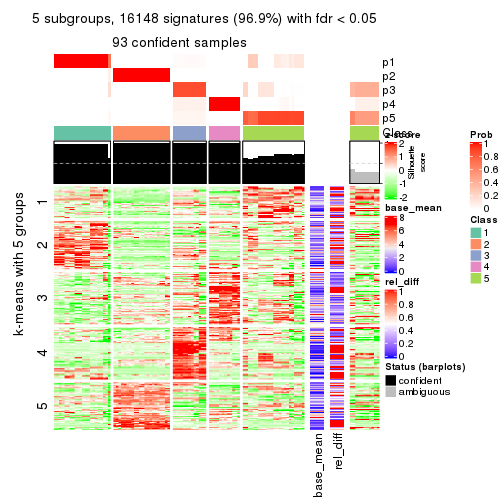 5 subgroups, 16148 signatures (96.9%) with fdr < 0.05
93 confident samples
p1
p2
p3
p4
p5
Class
k-means with 5 groups
1
2
3
4
5
Silhouette
score
base_mean
rel_diff
z-score
2
1
0
-1
-2
base_mean
8
6
4
2
0
rel_diff
1
0.8
0.6
0.4
0.2
0
Status (barplots)
confident
ambiguous
Prob
1
0.8
0.6
0.4
0.2
0
Class
1
2
3
4
5